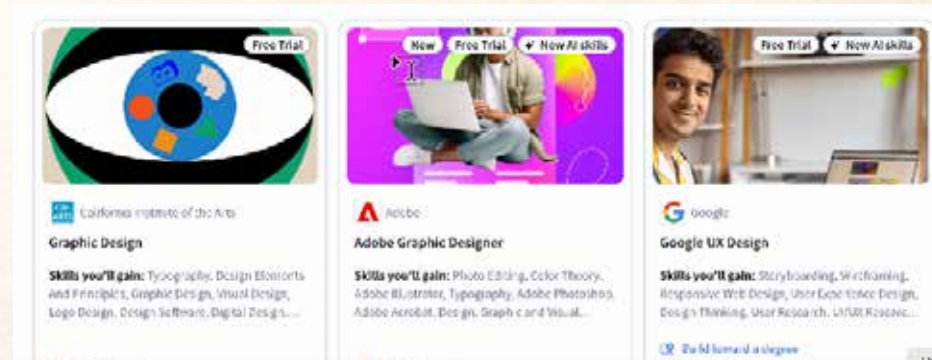 Free Trial
California Institute of the Arts
Graphic Design
Skills you'll gain: Typography, Design Elements
And Principles, Graphic Design, Visual Design,
Logo Design, Design Software, Digital Design, ...
New Free Trial New AI skills
Adobe
Adobe Graphic Designer
Skills you'll gain: Photo Editing, Color Theory,
Adobe Illustrator, Typography, Adobe Photoshop,
Adobe Acrobat, Design, Graphic and Visual...
Free Trial New AI skills
Google
Google UX Design
Skills you'll gain: Storyboarding, Wireframing,
Responsive Web Design, User Experience Design,
Design Thinking, User Research, UI/UX Researc...
Build toward a degree